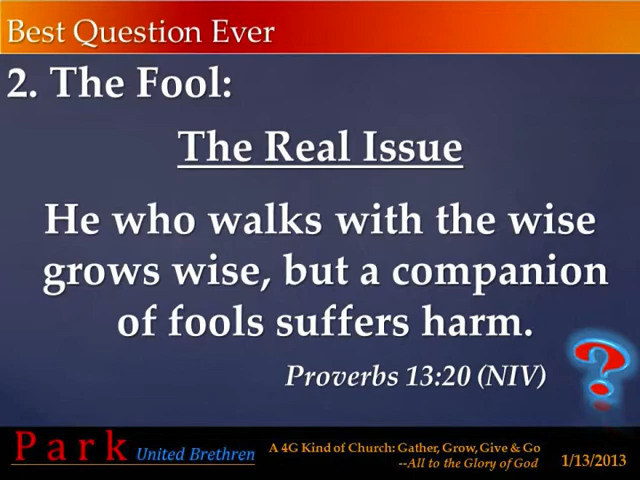 Best Question Ever
2. The Fool:
The Real Issue
He who walks with the wise
grows wise, but a companion
of fools suffers harm.
Proverbs 13:20 (NIV)
Park United Brethren
A 4G Kind of Church: Gather, Grow, Give & Go
--All to the Glory of God
1/13/2013